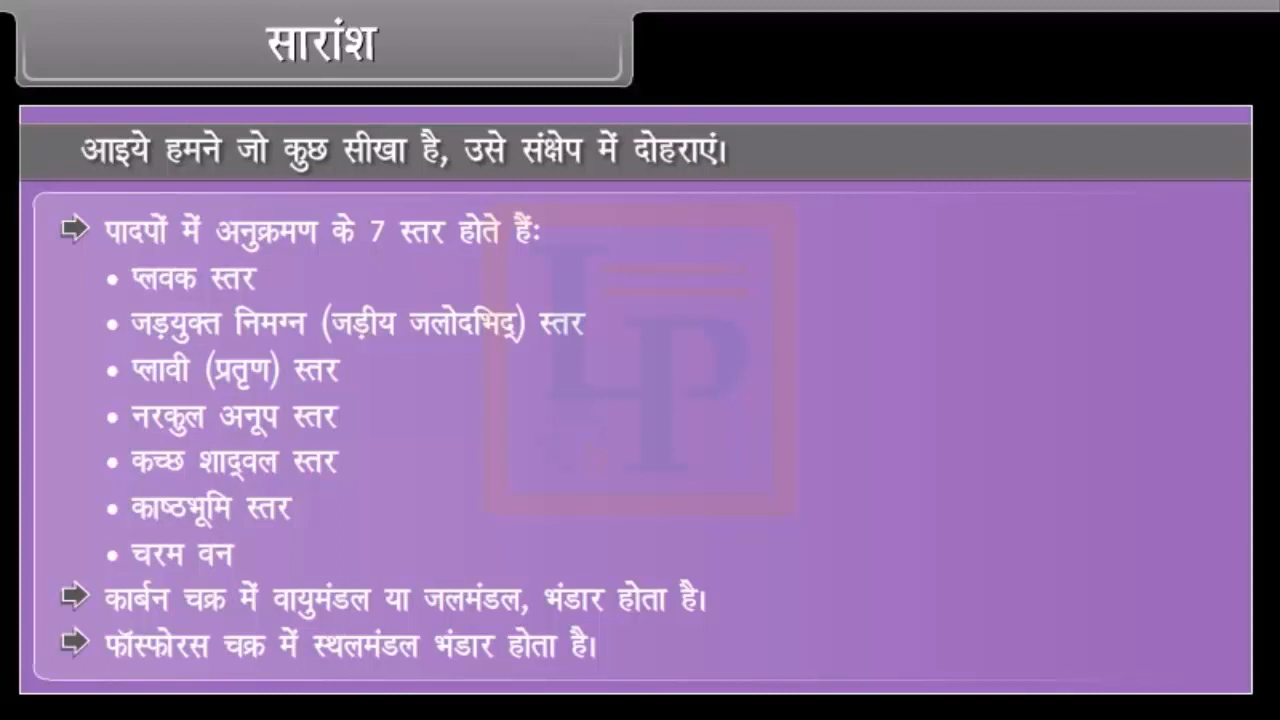 सारांश
आइये हमने जो कुछ सीखा है, उसे संक्षेप में दोहराएं।
पादपों में अनुक्रमण के 7 स्तर होते हैं:
• प्लवक स्तर
• जड़युक्त निमग्न (जड़ीय जलोदभिद्) स्तर
• प्लावी (प्रतृण) स्तर
• नरकुल अनूप स्तर
• कच्छ शाद्वल स्तर
• काष्ठभूमि स्तर
• चरम वन
कार्बन चक्र में वायुमंडल या जलमंडल, भंडार होता है।
फॉस्फोरस चक्र में स्थलमंडल भंडार होता है।
LP